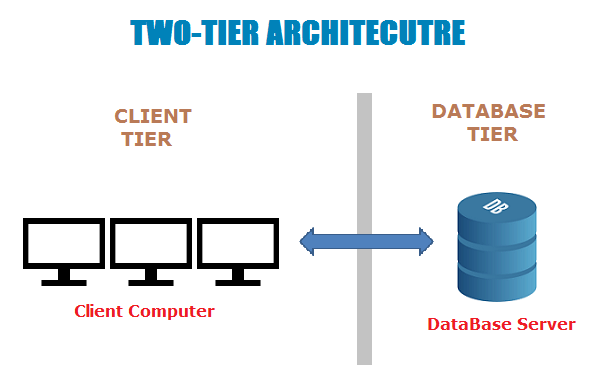 TWO-TIER ARCHITECUTRE
CLIENT
TIER
DATABASE
TIER
DB
Client Computer
DataBase Server